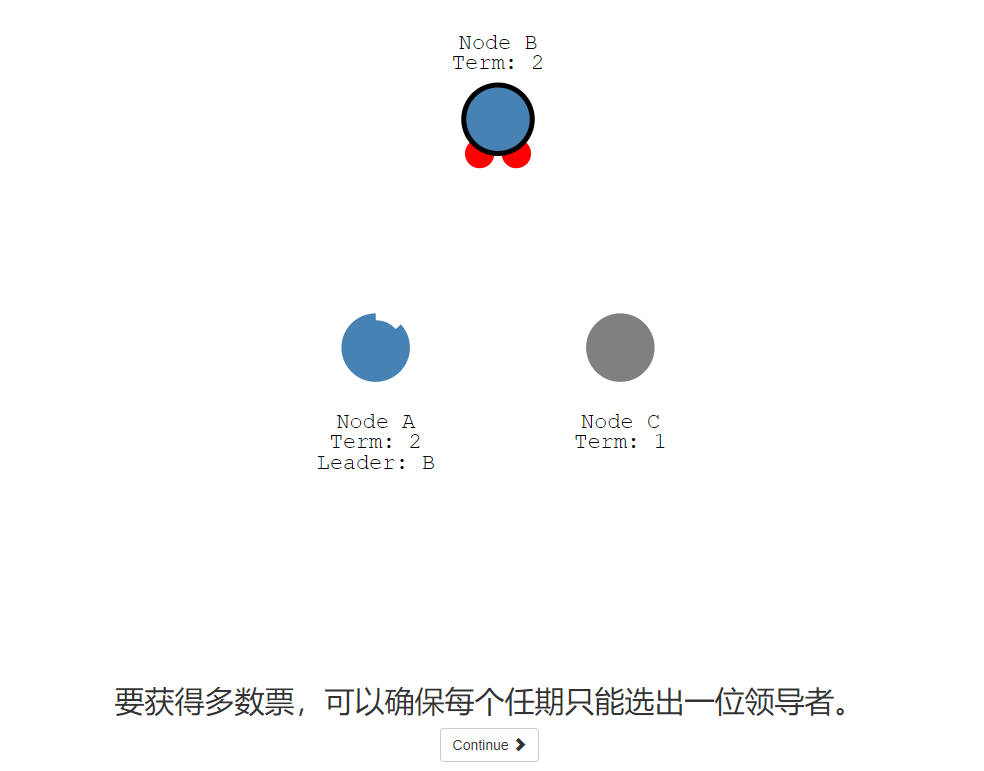 Node B
Term: 2
Node A
Term: 2
Leader: B
Node C
Term: 1
要获得多数票，可以确保每个任期只能选出一位领导者。
Continue